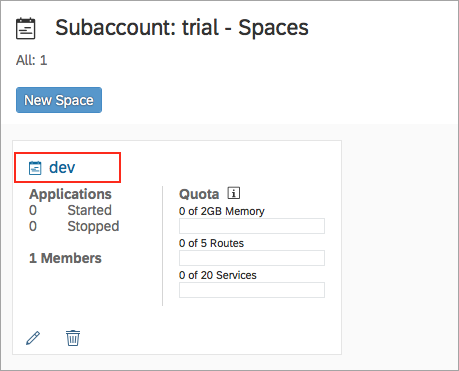 Subaccount: trial - Spaces
All: 1
New Space
dev
Applications
0 Started
0 Stopped
1 Members
Quota
0 of 2GB Memory
0 of 5 Routes
0 of 20 Services